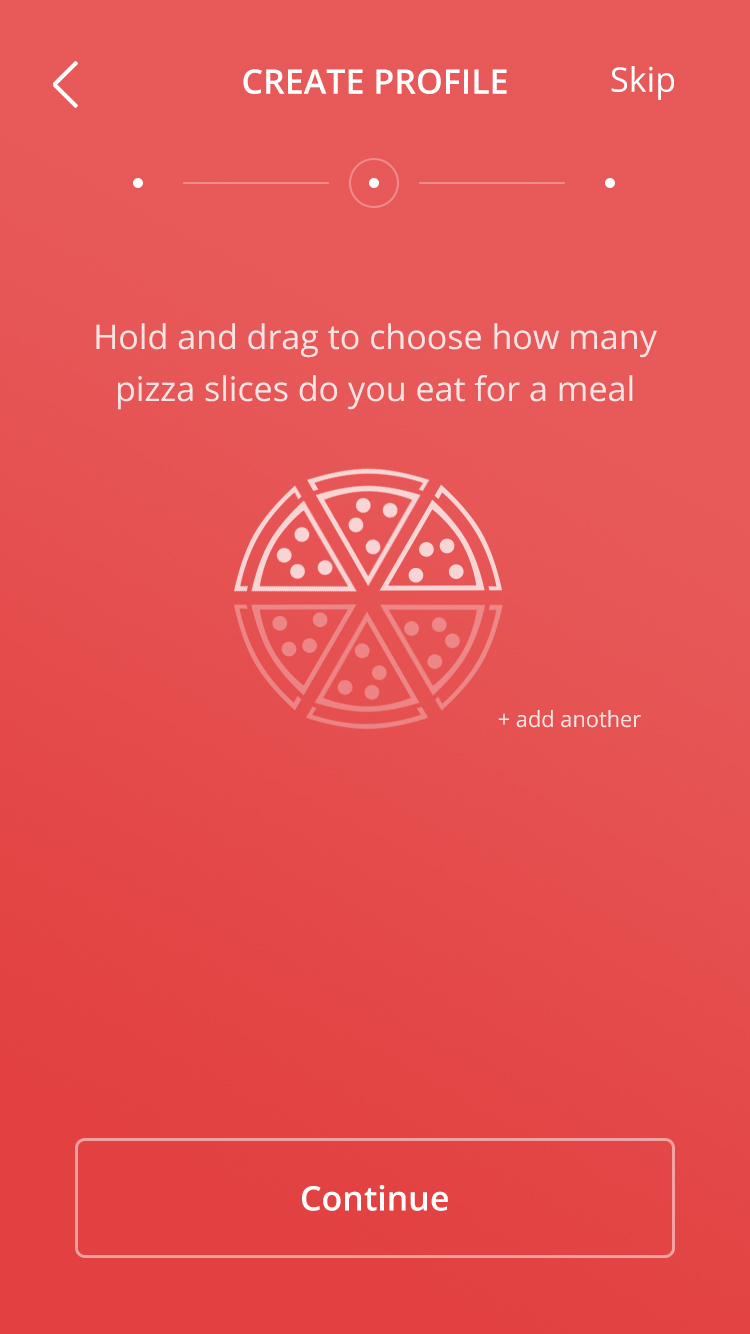 CREATE PROFILE
Skip
Hold and drag to choose how many
pizza slices do you eat for a meal
+ add another
Continue